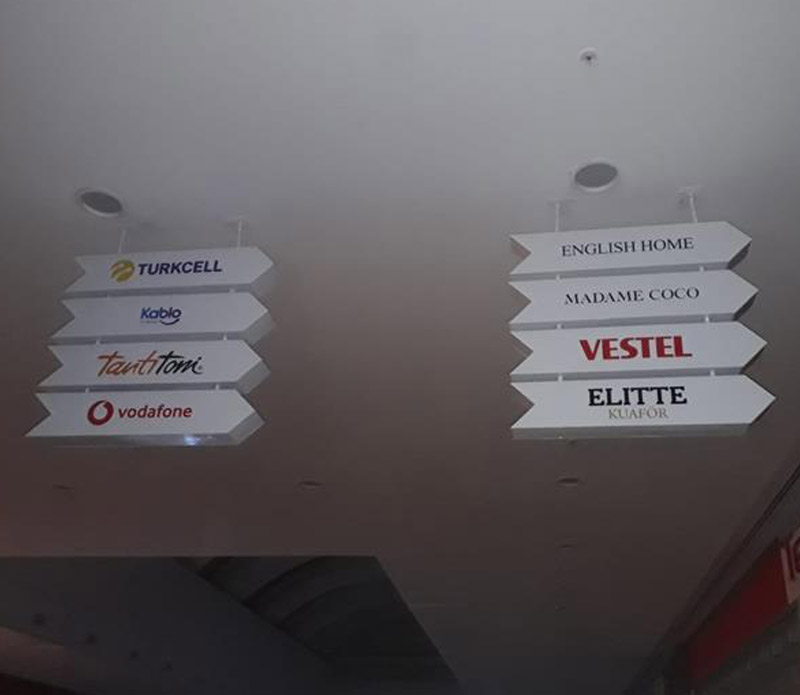 TURKCELL
Kablo
Tantitoni
vodafone
ENGLISH HOME
MADAME COCO
VESTEL
ELITTE
KUAFÖR